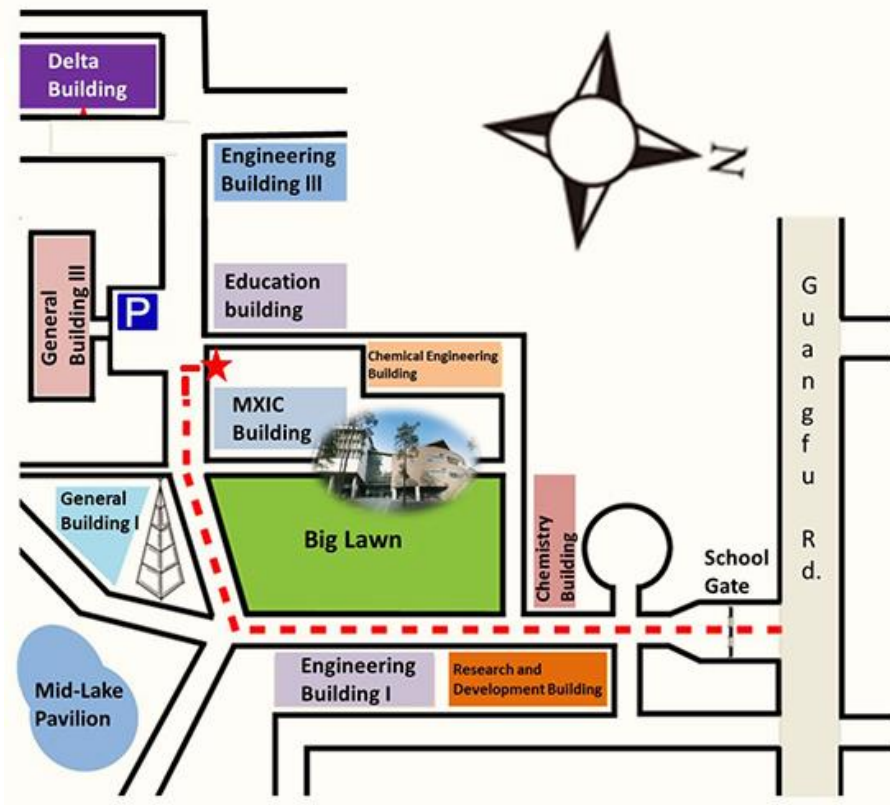 Delta
Building
Engineering
Building lll
N
General
Building III
P
Education
building
G
u
a
n
g
f
u
R
d.
Chemical Engineering
Building
MXIC
Building
General
Building I
Big Lawn
Chemistry
Building
School
Gate
Engineering
Building I
Research and
Development Building
Mid-Lake
Pavilion